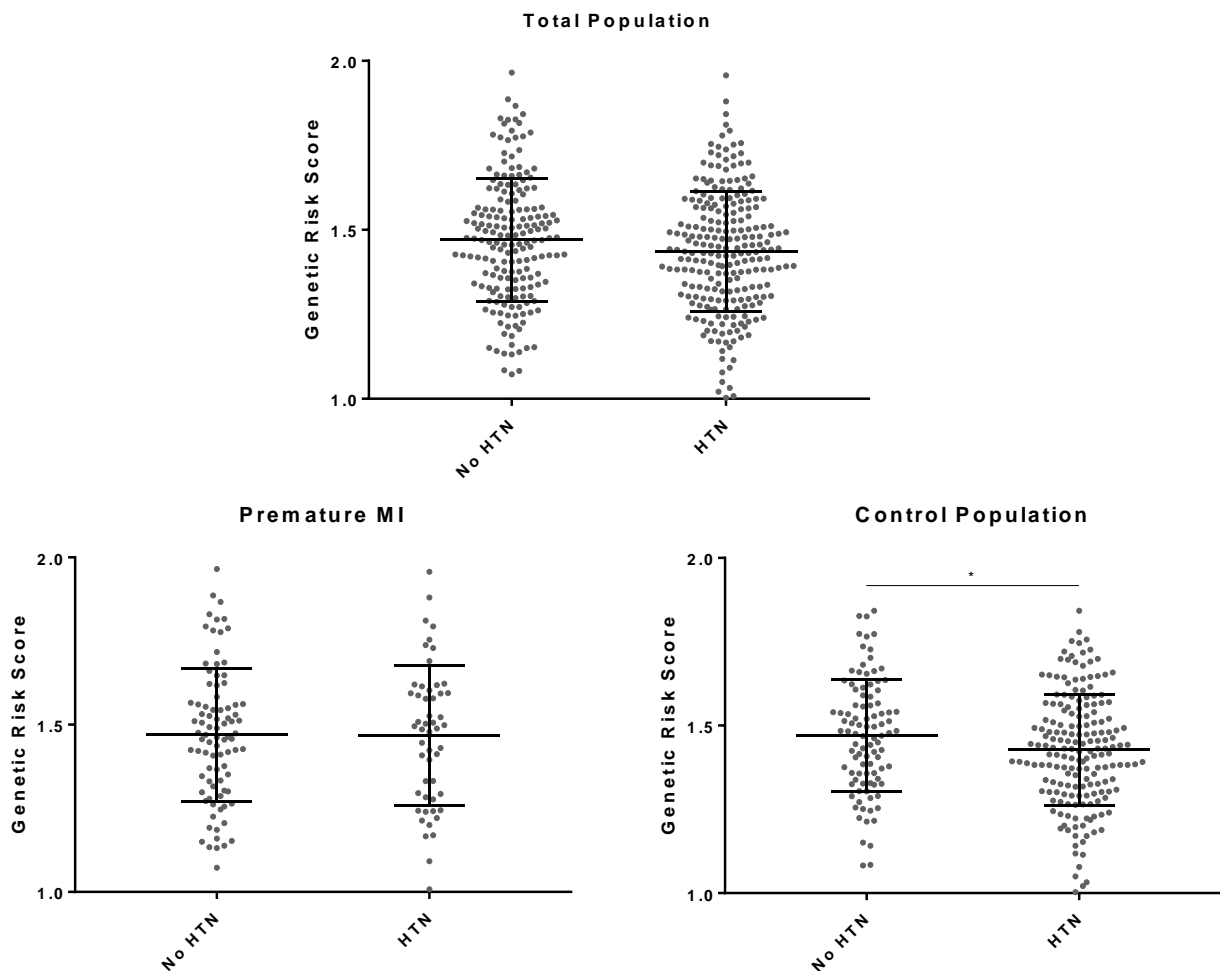 Total Population
2.0
1.5
1.0
Genetic Risk Score
No HTN
HTN
Premature MI
2.0
1.5
1.0
Genetic Risk Score
No HTN
HTN
Control Population
*
2.0
1.5
1.0
Genetic Risk Score
No HTN
HTN